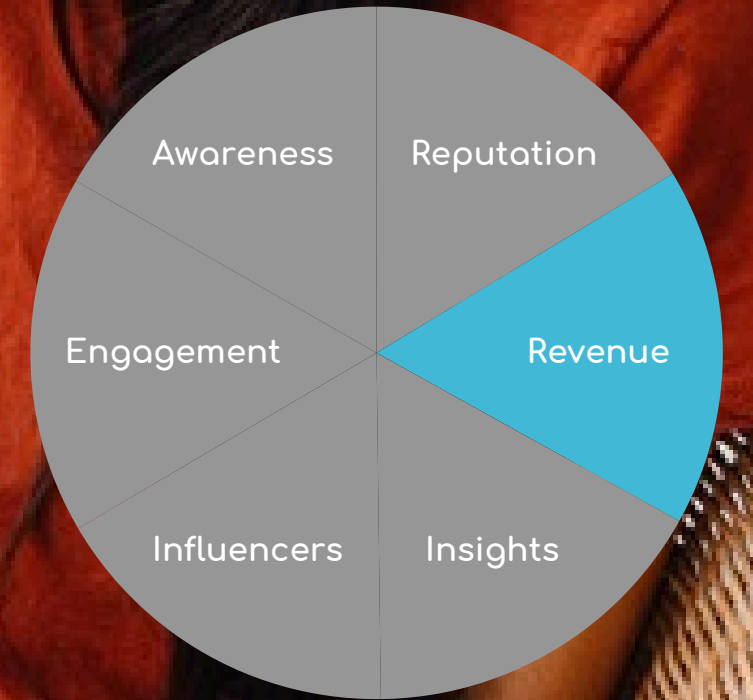 Awareness
Reputation
Engagement
Revenue
Influencers
Insights